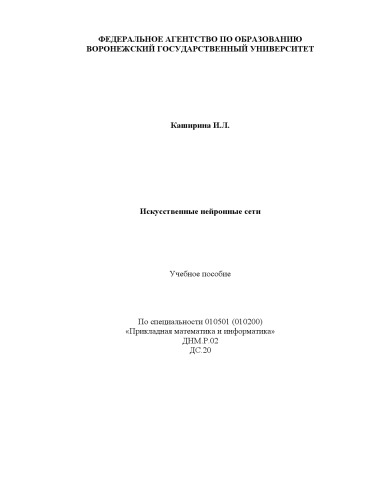 ФЕДЕРАЛЬНОЕ АГЕНТСТВО ПО ОБРАЗОВАНИЮ
ВОРОНЕЖСКИЙ ГОСУДАРСТВЕННЫЙ УНИВЕРСИТЕТ
Каширина И.Л.
Искусственные нейронные сети
Учебное пособие
По специальности 010501 (010200)
«Прикладная математика и информатика»
ДНМ.Р.02
ДС.20